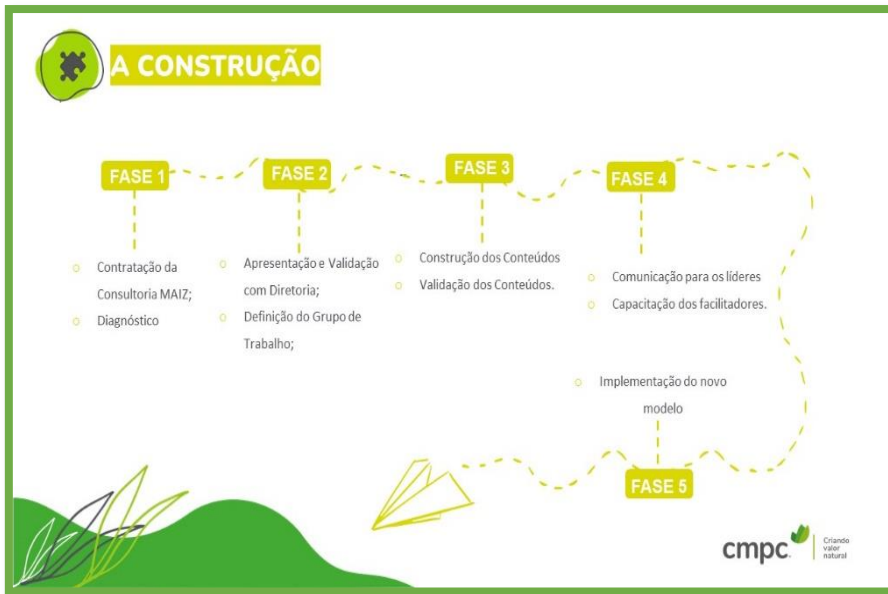 A CONSTRUÇÃO
FASE 1
FASE 2
FASE 3
FASE 4
Contratação da
Consultoria MAIZ;
Diagnóstico
Apresentação e Validação
com Diretoria;
Definição do Grupo de
Trabalho;
Construção dos Conteúdos
Validação dos Conteúdos.
Comunicação para os líderes
Capacitação dos facilitadores.
Implementação do novo
modelo
FASE 5
cmpc
Criando
valor
natural